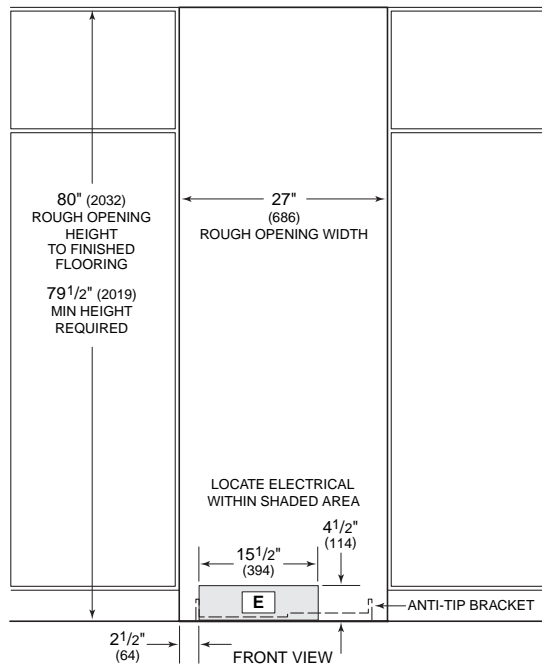 80" (2032)
ROUGH OPENING
HEIGHT
TO FINISHED
FLOORING
79 1/2" (2019)
MIN HEIGHT
REQUIRED
27"
(686)
ROUGH OPENING WIDTH
LOCATE ELECTRICAL
WITHIN SHADED AREA
4 1/2"
(114)
15 1/2"
(394)
E
ANTI-TIP BRACKET
2 1/2"
(64)
FRONT VIEW